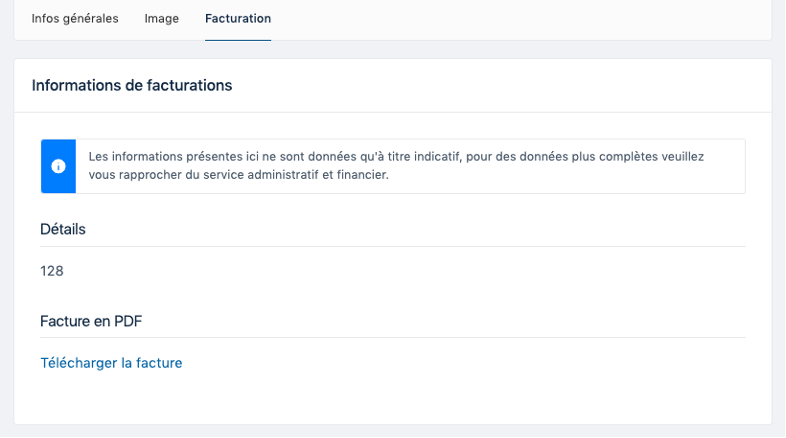 Infos générales Image Facturation
Informations de facturations
Les informations présentes ici ne sont données qu'à titre indicatif, pour des données plus complètes veuillez
vous rapprocher du service administratif et financier.
Détails
128
Facture en PDF
Télécharger la facture